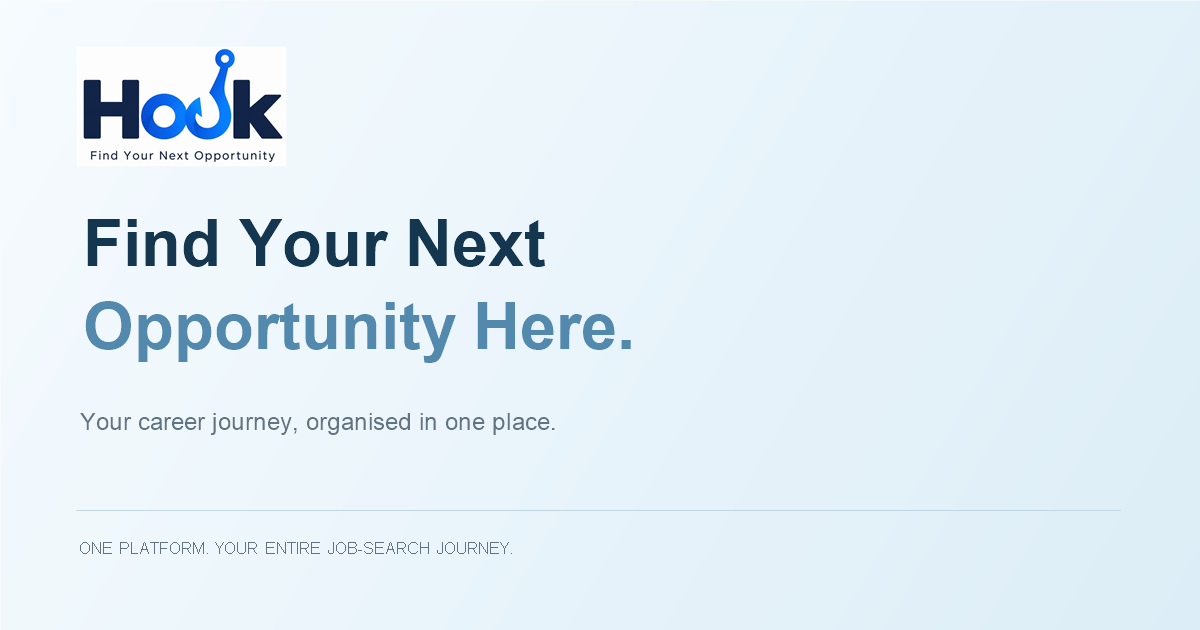 Hook
Find Your Next Opportunity
Find Your Next
Opportunity Here.
Your career journey, organised in one place.
ONE PLATFORM. YOUR ENTIRE JOB-SEARCH JOURNEY.